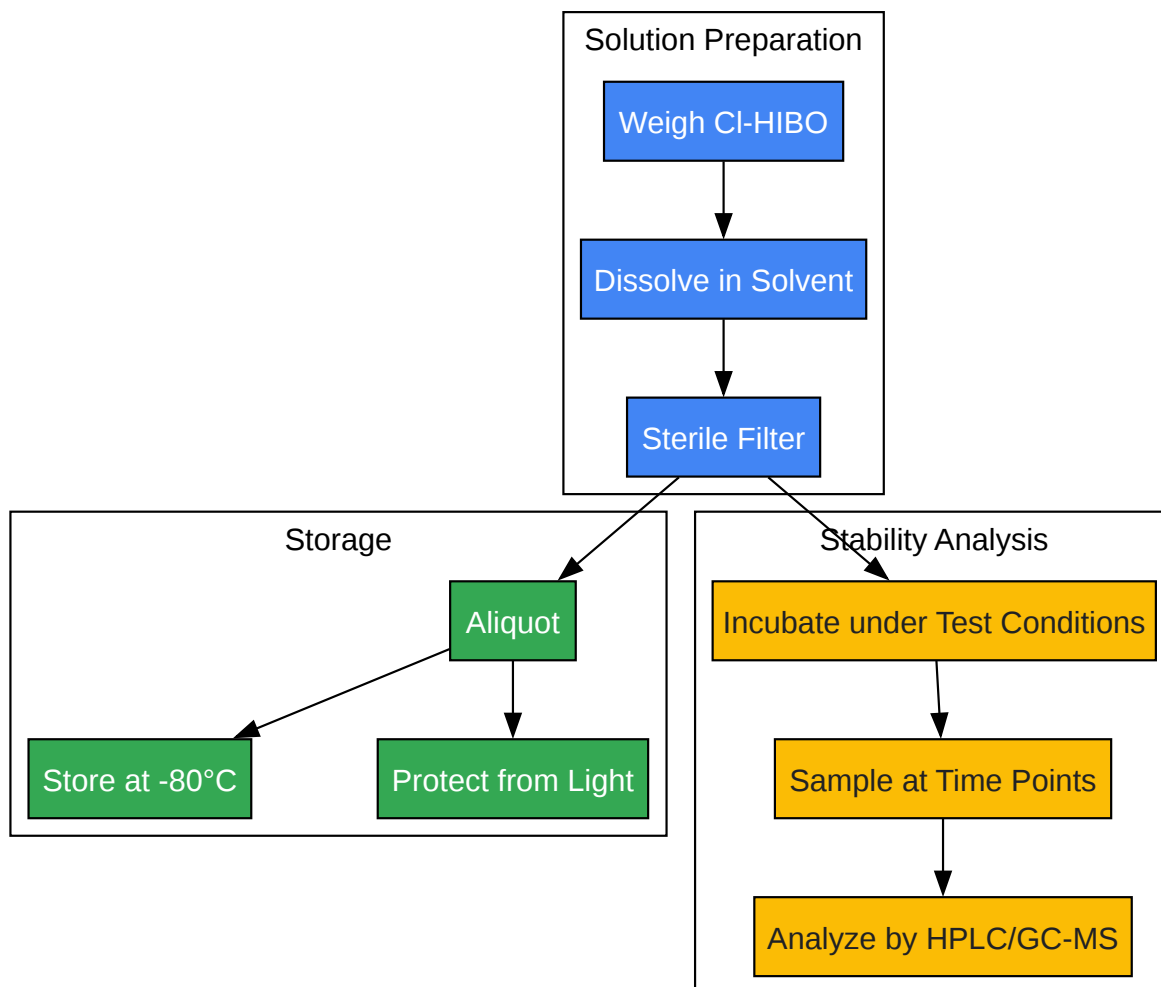 Solution Preparation
Weigh Cl-HIBO
Dissolve in Solvent
Sterile Filter
Storage
Aliquot
Store at -80°C
Protect from Light
Stability Analysis
Incubate under Test Conditions
Sample at Time Points
Analyze by HPLC/GC-MS